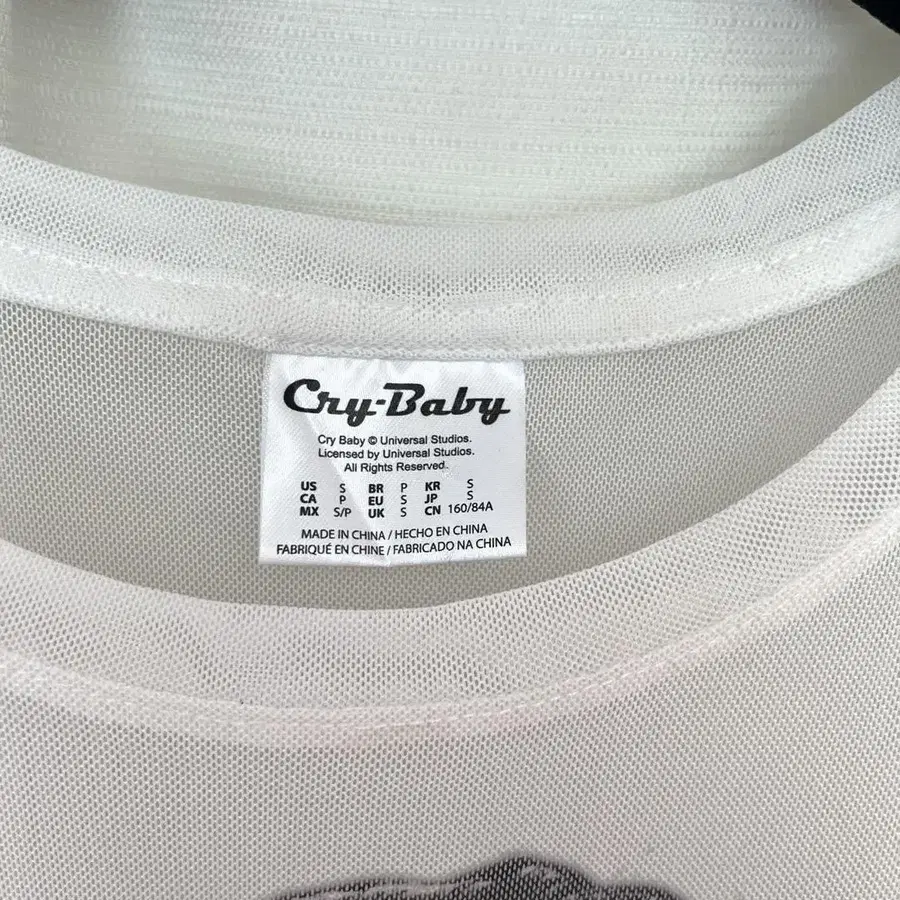 Cry-Baby
Cry Baby © Universal Studios.
Licensed by Universal Studios.
All Rights Reserved.
US S BR P KR S
CA P EU S JP S
MX S/P UK S CN 160/84A
MADE IN CHINA / HECHO EN CHINA
FABRIQUÉ EN CHINE / FABRICADO NA CHINA